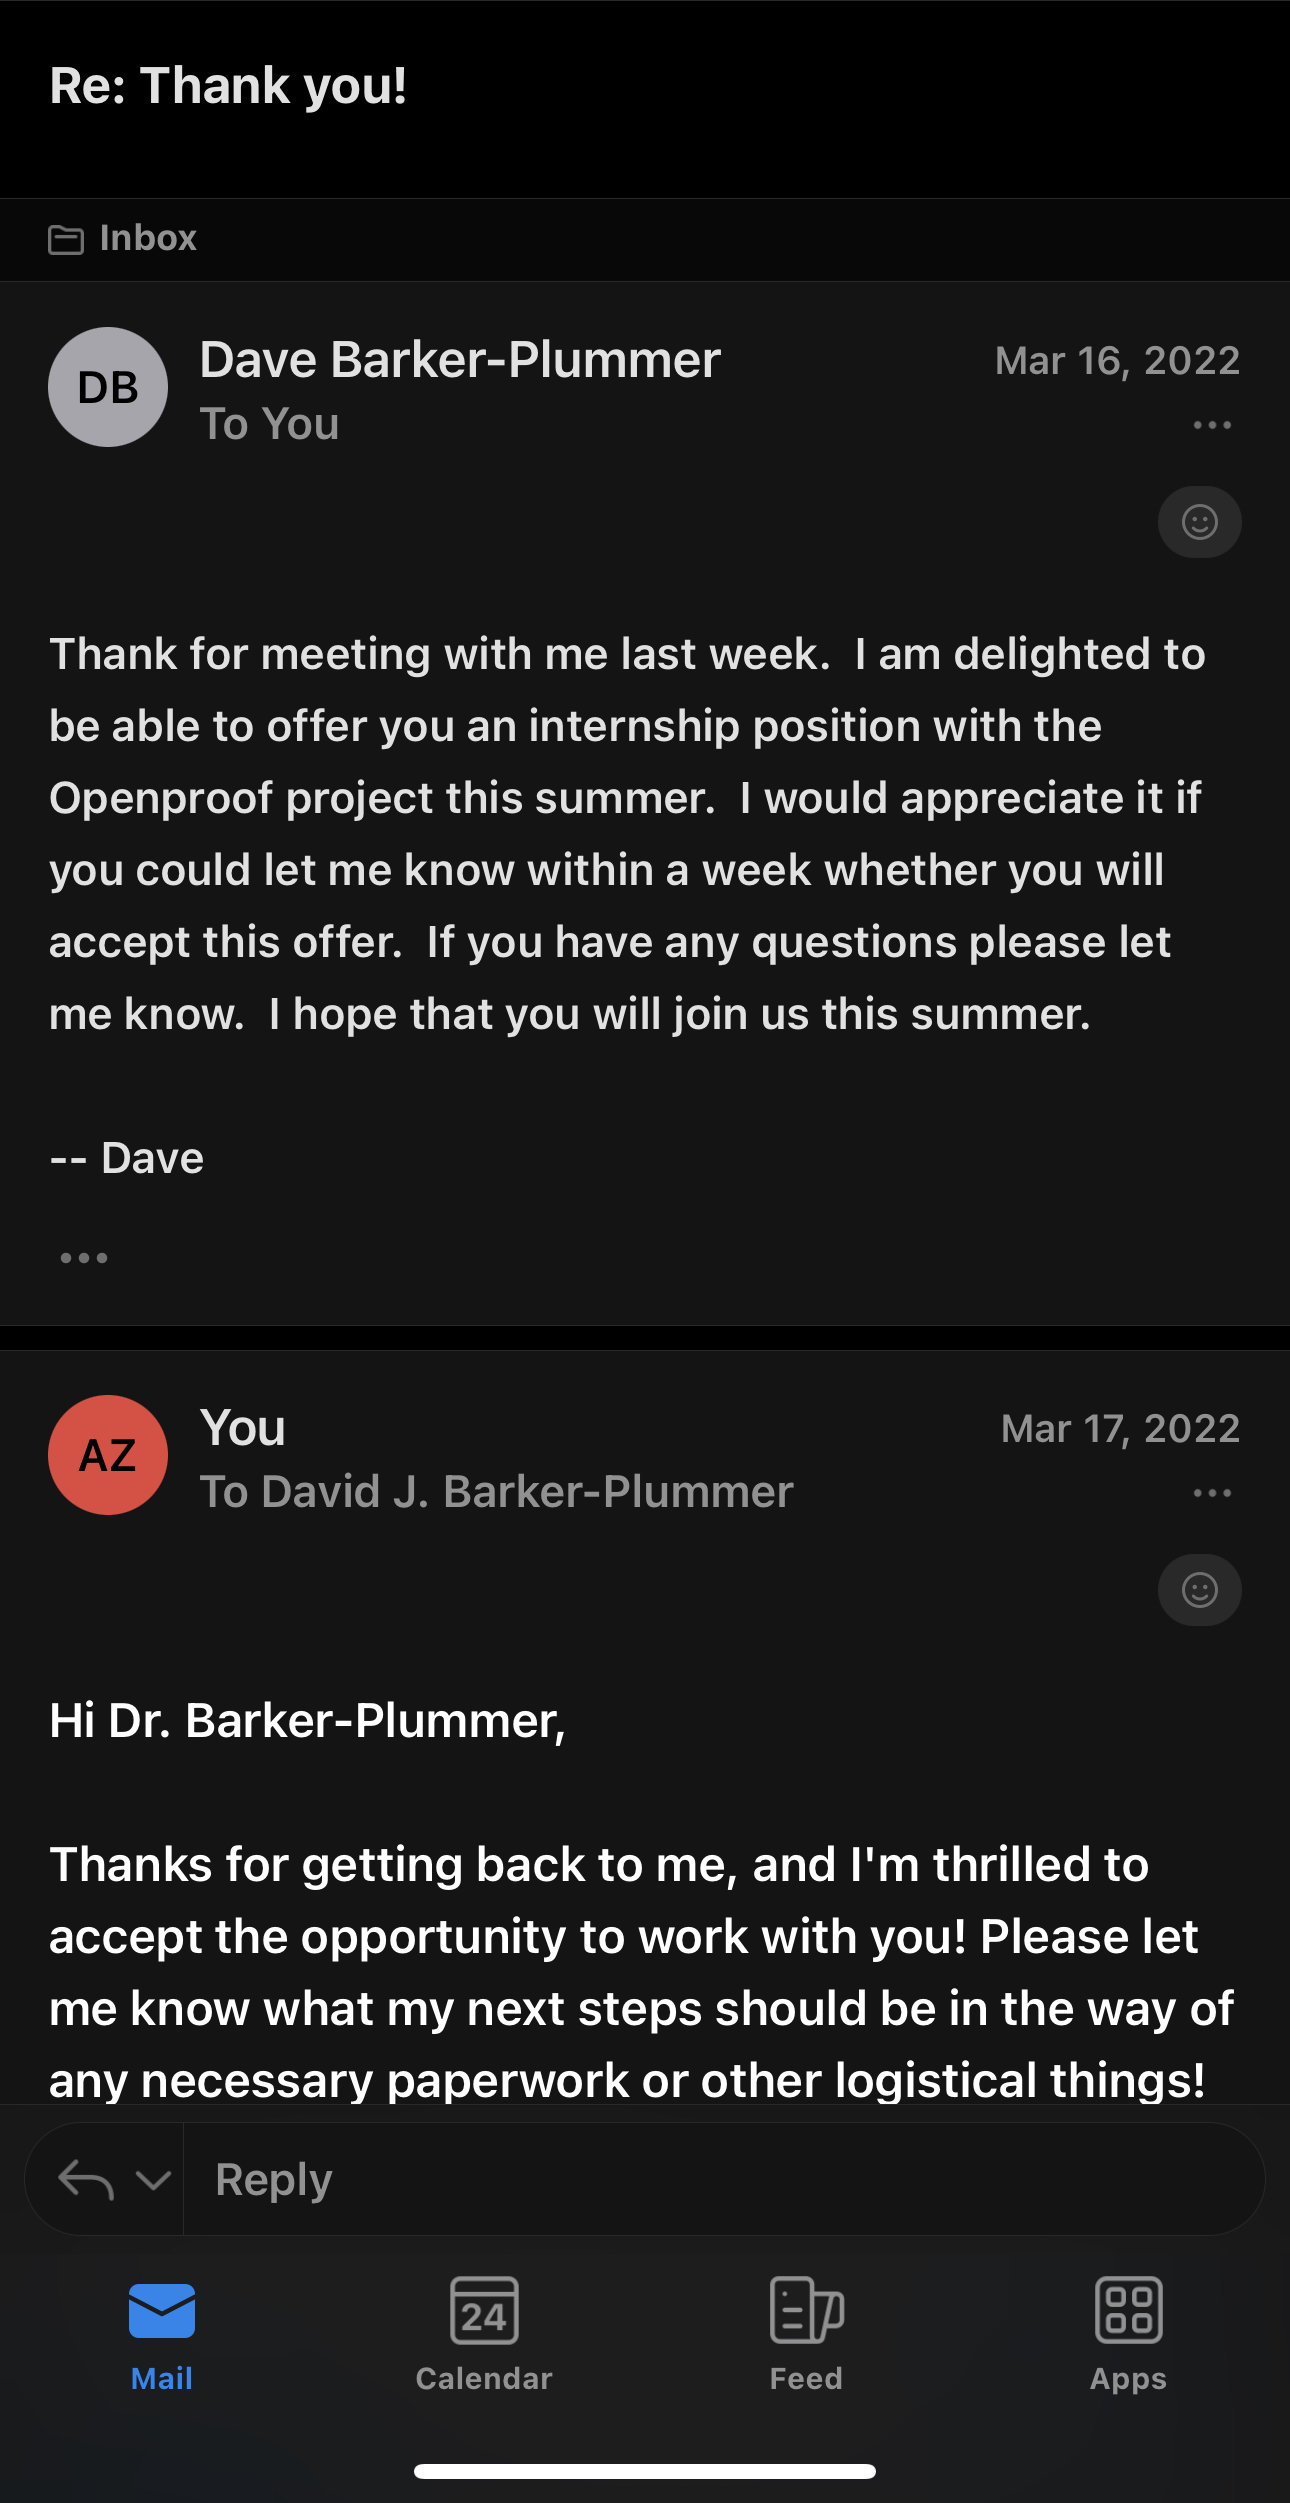 Re: Thank you!
Inbox
DB
Dave Barker-Plummer
Mar 16, 2022
To You
Thank for meeting with me last week.  I am delighted to
be able to offer you an internship position with the
Openproof project this summer.  I would appreciate it if
you could let me know within a week whether you will
accept this offer.  If you have any questions please let
me know.  I hope that you will join us this summer.
-- Dave
AZ
You
Mar 17, 2022
To David J. Barker-Plummer
Hi Dr. Barker-Plummer,
Thanks for getting back to me, and I'm thrilled to
accept the opportunity to work with you! Please let
me know what my next steps should be in the way of
any necessary paperwork or other logistical things!
Reply
24
Mail
Calendar
Feed
Apps